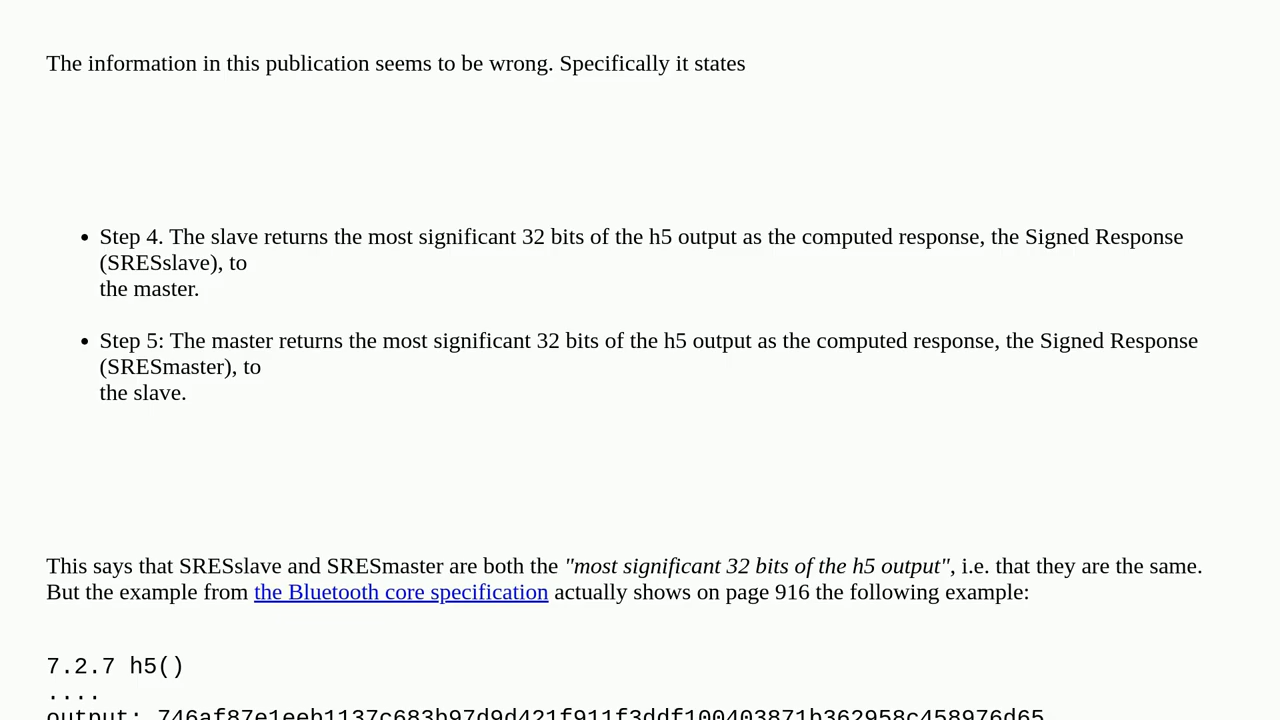 The information in this publication seems to be wrong. Specifically it states
• Step 4. The slave returns the most significant 32 bits of the h5 output as the computed response, the Signed Response
(SRESslave), to
the master.
• Step 5: The master returns the most significant 32 bits of the h5 output as the computed response, the Signed Response
(SRESmaster), to
the slave.
This says that SRESslave and SRESmaster are both the "most significant 32 bits of the h5 output", i.e. that they are the same.
But the example from the Bluetooth core specification actually shows on page 916 the following example:
7.2.7 h5()
....
output: 746af87e1eeb1137c683b97d9d421f911f3ddf100403871b362958c458976d65